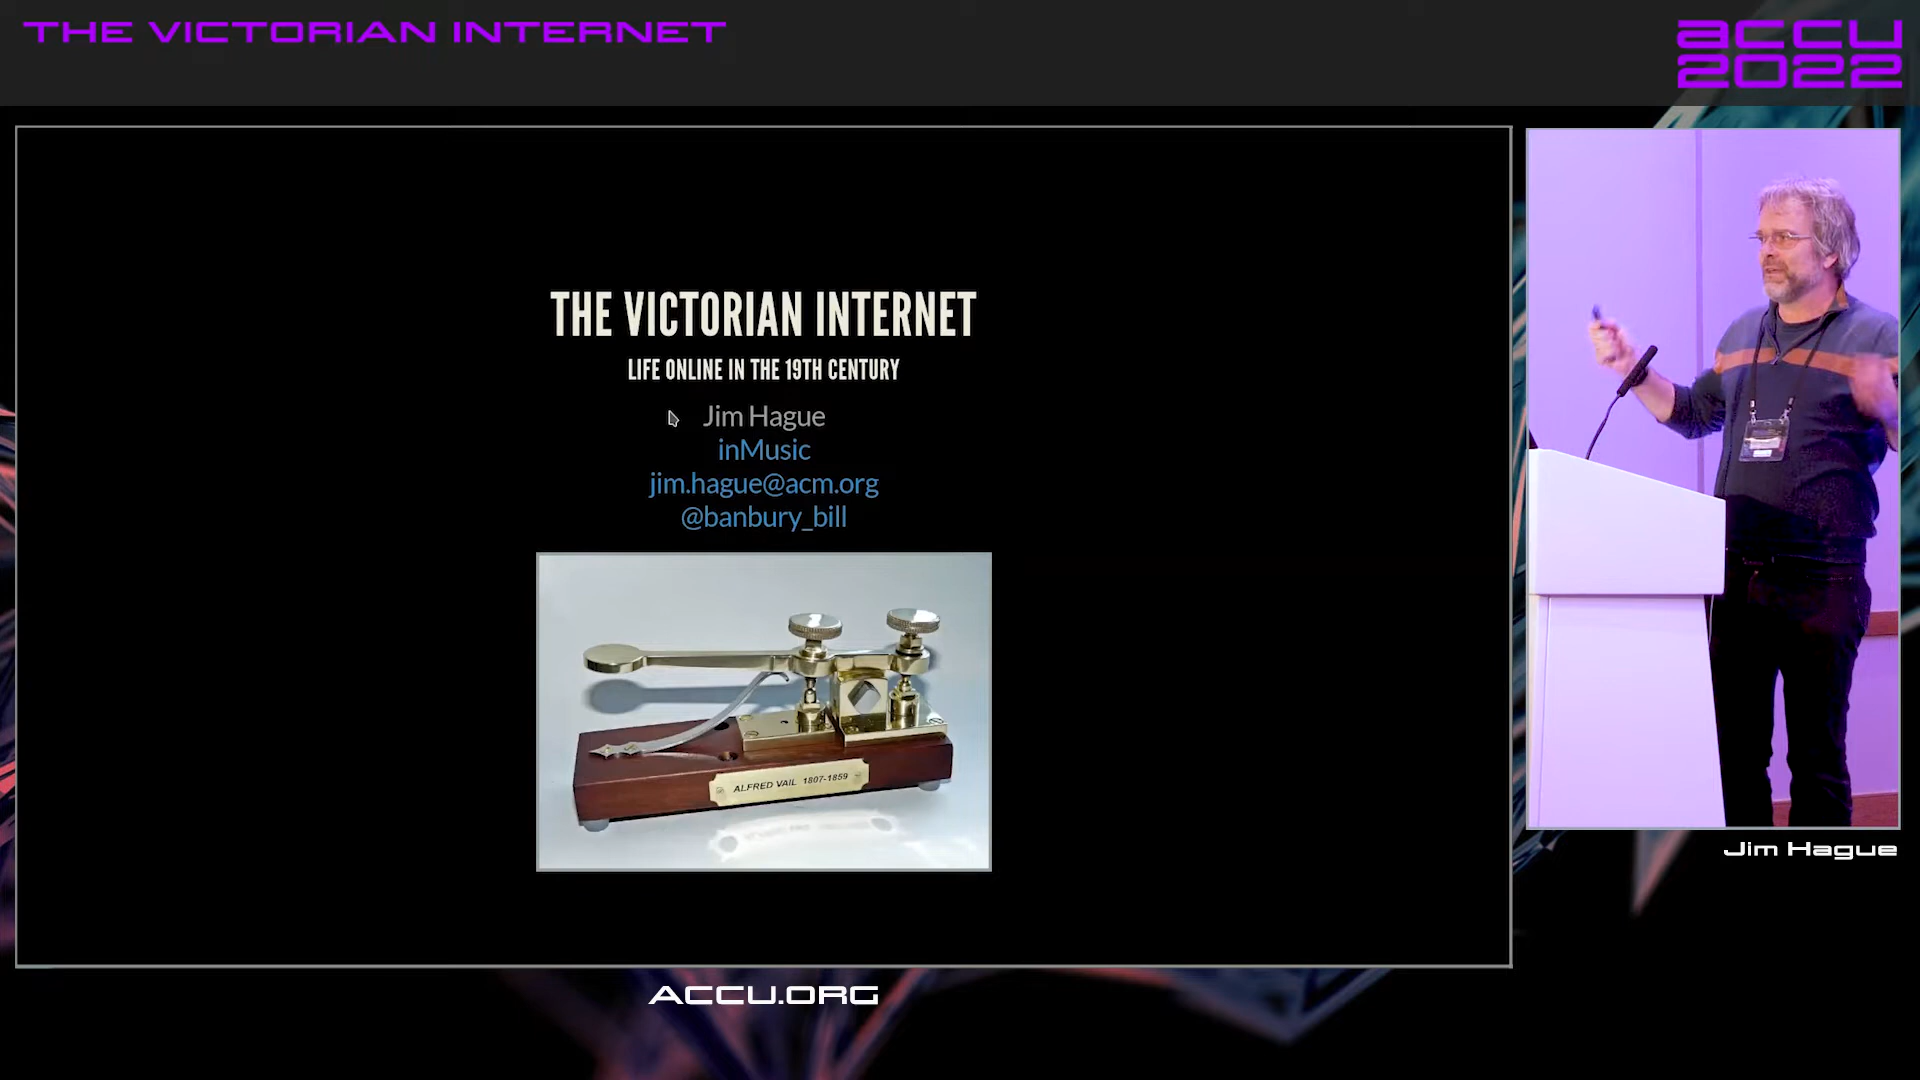 THE VICTORIAN INTERNET
ACCU
2022
THE VICTORIAN INTERNET
LIFE ONLINE IN THE 19TH CENTURY
Jim Hague
inMusic
jim.hague@acm.org
@banbury_bill
ALFRED VAIL 1807-1859
Jim Hague
ACCU.ORG